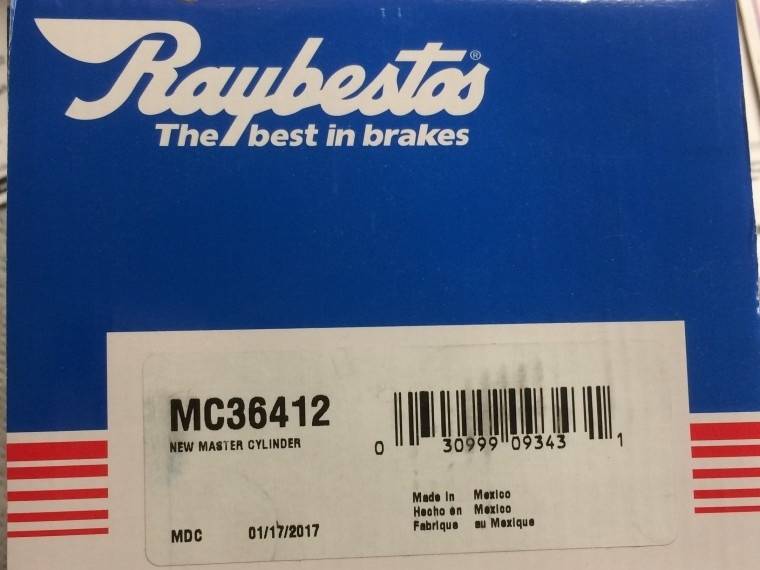 Raybestos®
The best in brakes
MC36412
NEW MASTER CYLINDER
0 30999 09343 1
Made In Mexico
Hecho en Mexico
Fabrique au Mexique
MDC 01/17/2017